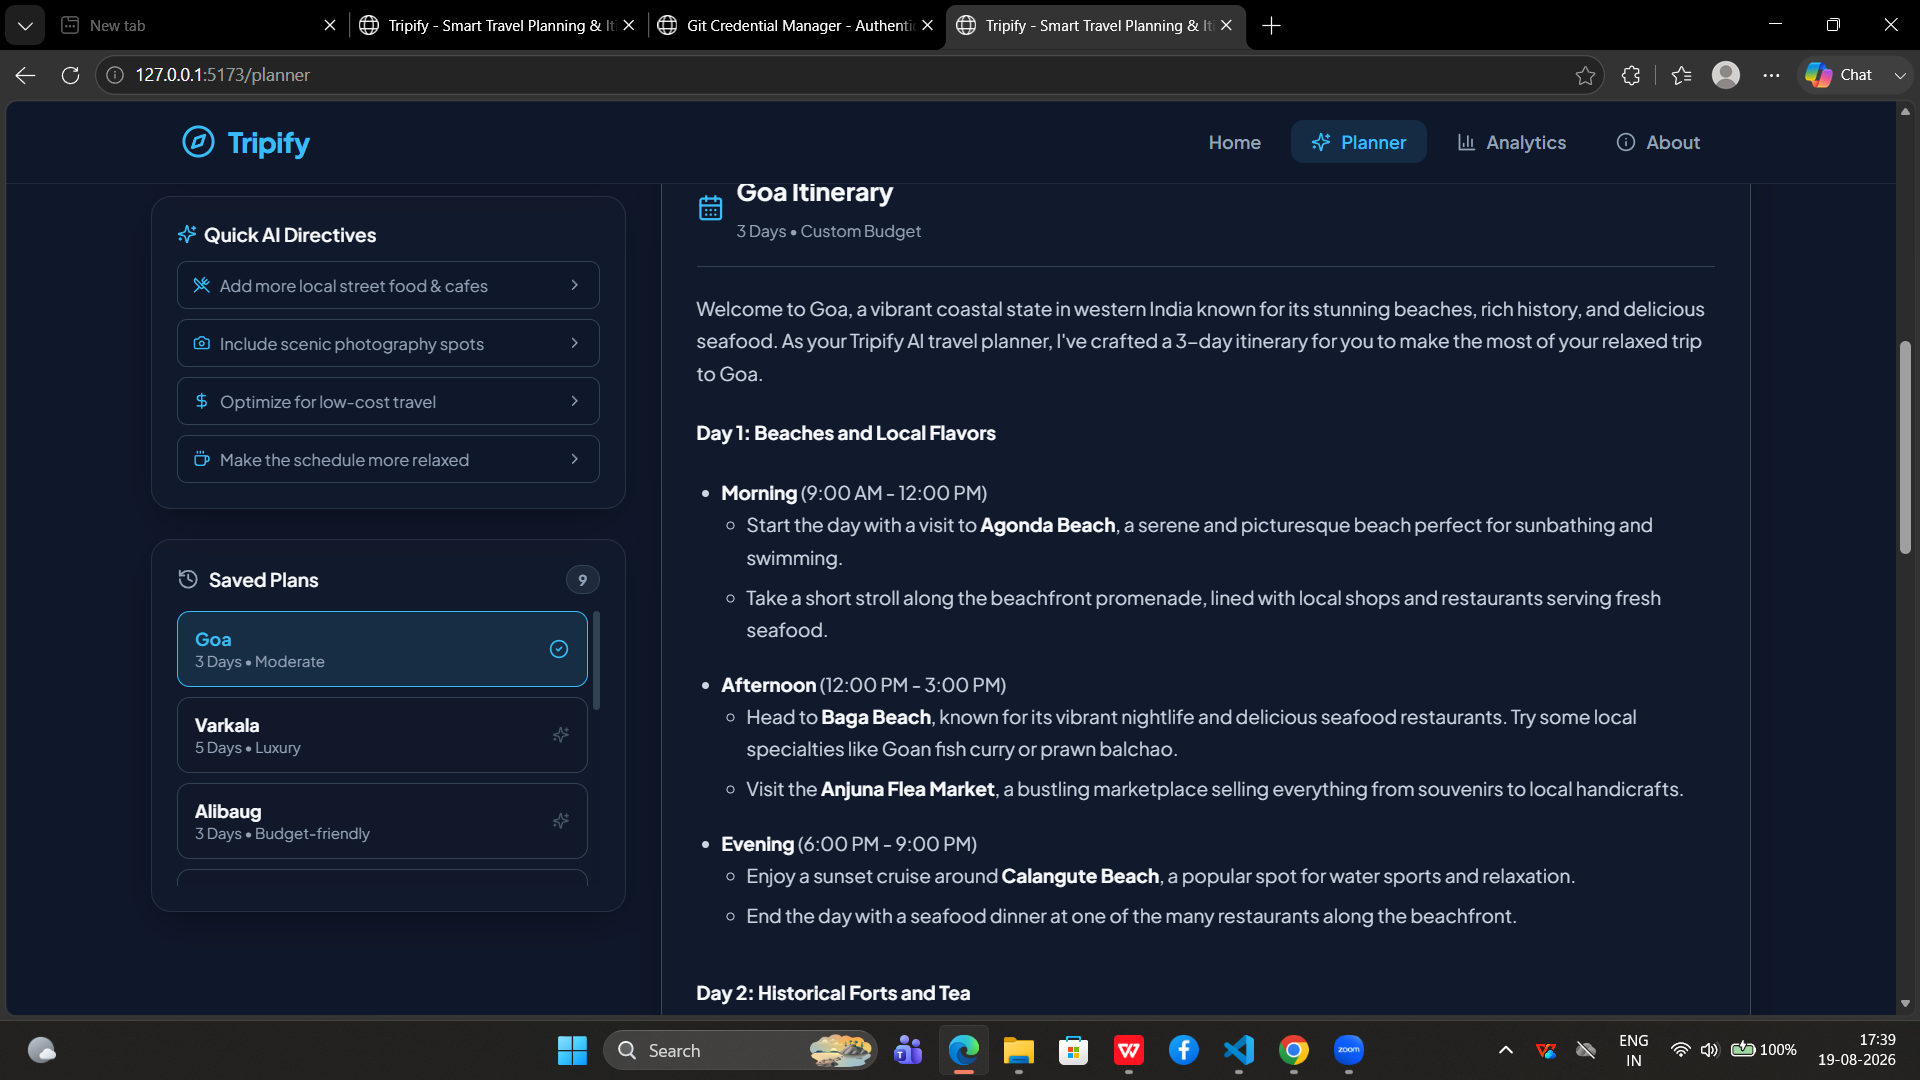 New tab
Tripify - Smart Travel Planning & Iti
Git Credential Manager - Authentic
Tripify - Smart Travel Planning & Iti
127.0.0.1:5173/planner
Chat
Tripify
Home
Planner
Analytics
About
Quick AI Directives
Add more local street food & cafes
Include scenic photography spots
Optimize for low-cost travel
Make the schedule more relaxed
Saved Plans
9
Goa
3 Days • Moderate
Varkala
5 Days • Luxury
Alibaug
3 Days • Budget-friendly
Goa Itinerary
3 Days • Custom Budget
Welcome to Goa, a vibrant coastal state in western India known for its stunning beaches, rich history, and delicious
seafood. As your Tripify AI travel planner, I've crafted a 3-day itinerary for you to make the most of your relaxed trip
to Goa.
Day 1: Beaches and Local Flavors
Morning (9:00 AM - 12:00 PM)
Start the day with a visit to Agonda Beach, a serene and picturesque beach perfect for sunbathing and
swimming.
Take a short stroll along the beachfront promenade, lined with local shops and restaurants serving fresh
seafood.
Afternoon (12:00 PM - 3:00 PM)
Head to Baga Beach, known for its vibrant nightlife and delicious seafood restaurants. Try some local
specialties like Goan fish curry or prawn balchao.
Visit the Anjuna Flea Market, a bustling marketplace selling everything from souvenirs to local handicrafts.
Evening (6:00 PM - 9:00 PM)
Enjoy a sunset cruise around Calangute Beach, a popular spot for water sports and relaxation.
End the day with a seafood dinner at one of the many restaurants along the beachfront.
Day 2: Historical Forts and Tea
Search
zoom
ENG
IN
100%
17:39
19-08-2026